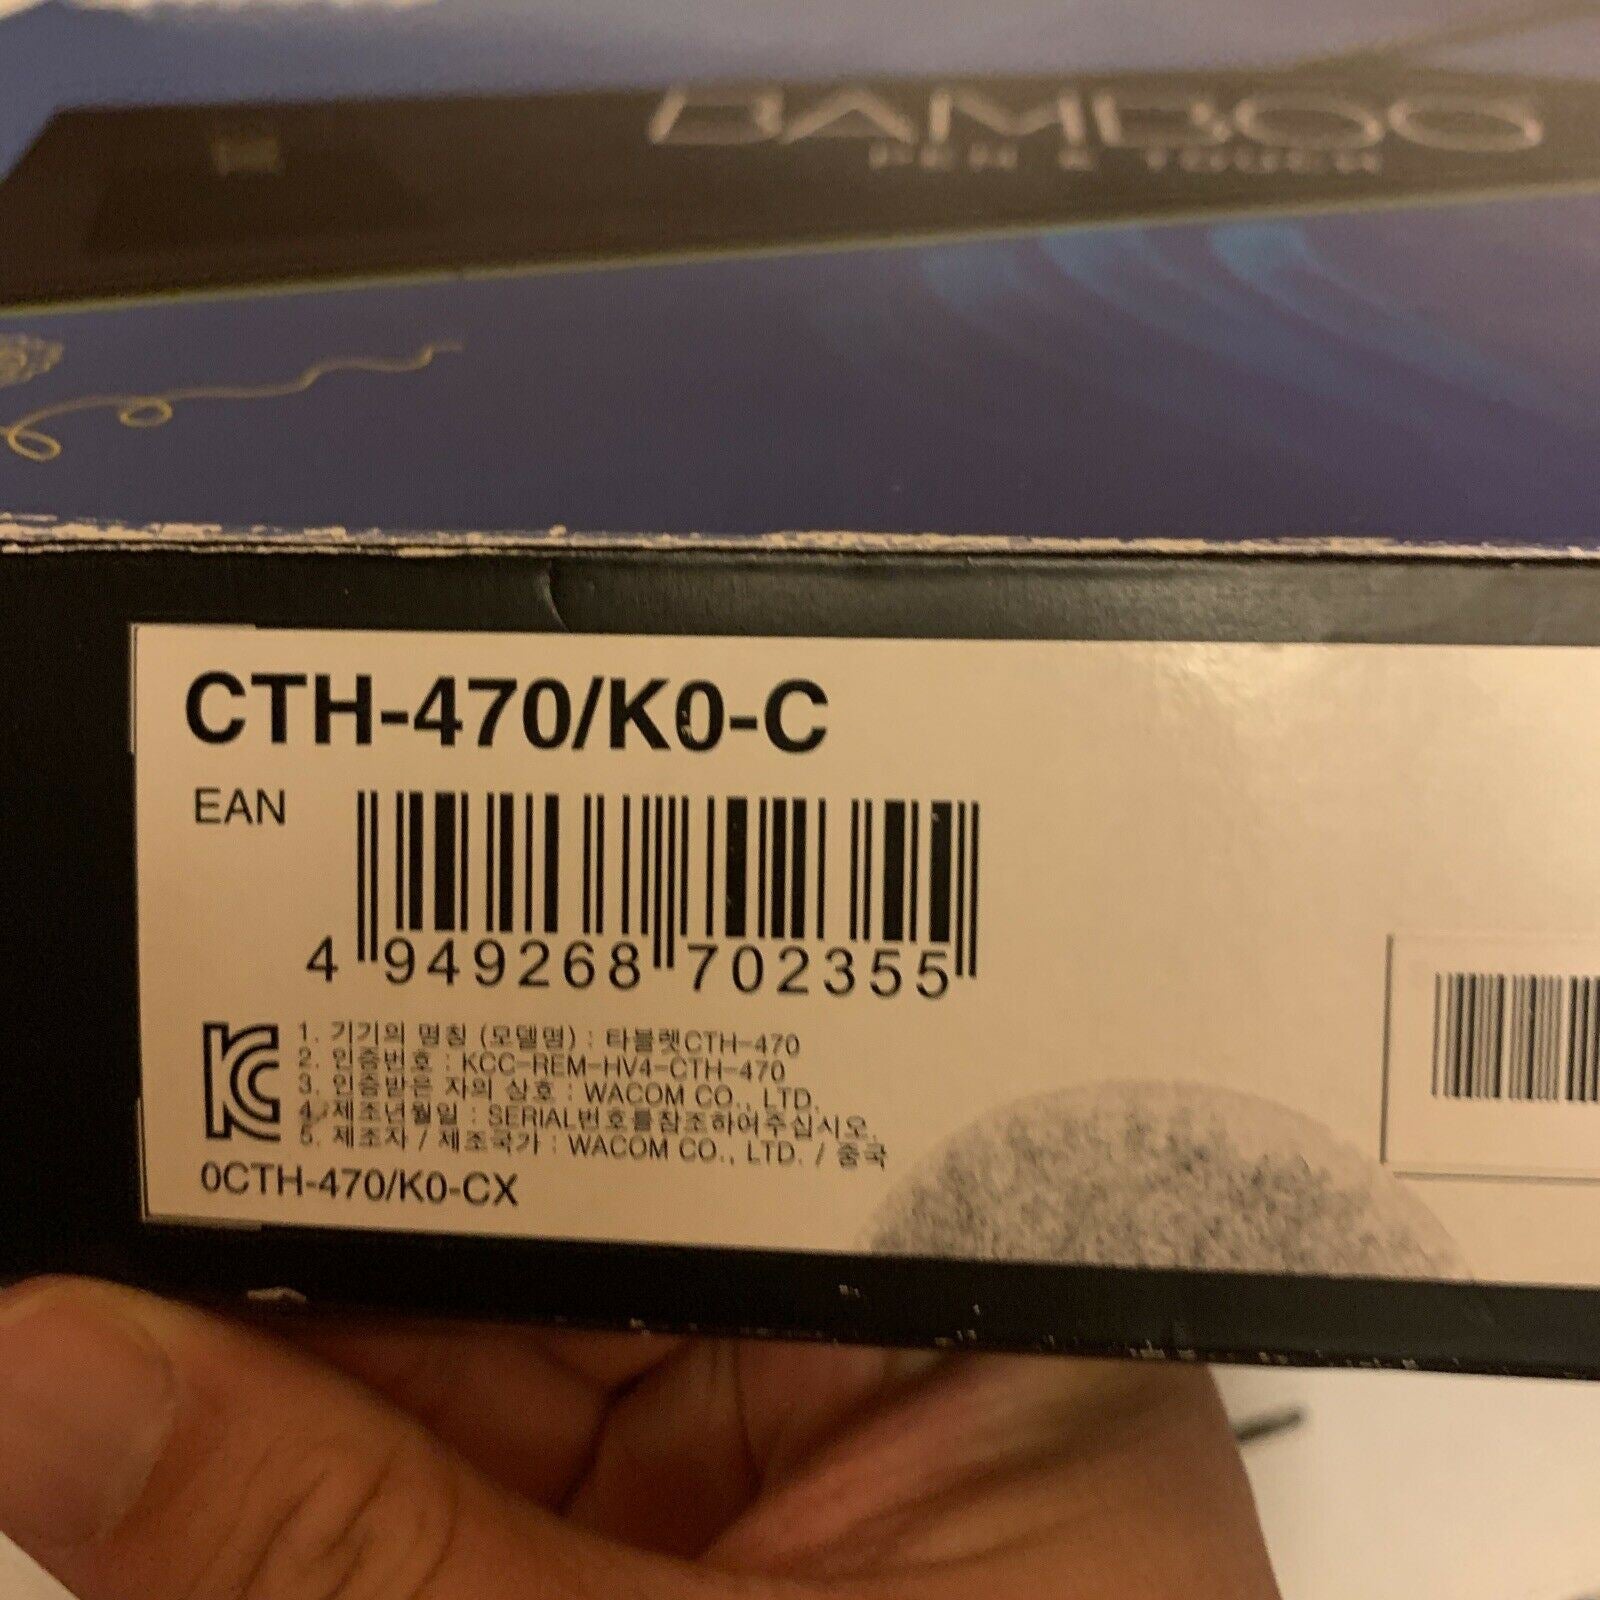 BAMBOO
PEN & TOUCH
CTH-470/K0-C
EAN
4 949268 702355
1. 기기의 명칭 (모델명) : 타블렛CTH-470
2. 인증번호 : KCC-REM-HV4-CTH-470
3. 인증받은 자의 상호 : WACOM CO., LTD.
4. 제조년월일 : SERIAL번호를참조하여주십시오.
5. 제조자 / 제조국가 : WACOM CO., LTD. / 중국
0CTH-470/K0-CX